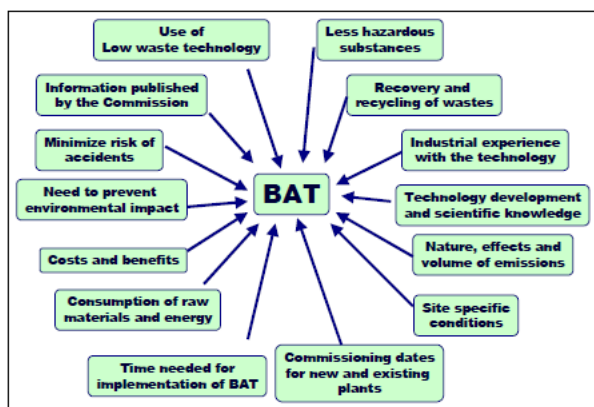 Use of
Low waste technology
Less hazardous
substances
Information published
by the Commission
Recovery and
recycling of wastes
Minimize risk of
accidents
Industrial experience
with the technology
BAT
Need to prevent
environmental impact
Technology development
and scientific knowledge
Costs and benefits
Nature, effects and
volume of emissions
Consumption of raw
materials and energy
Site specific
conditions
Time needed for
implementation of BAT
Commissioning dates
for new and existing
plants